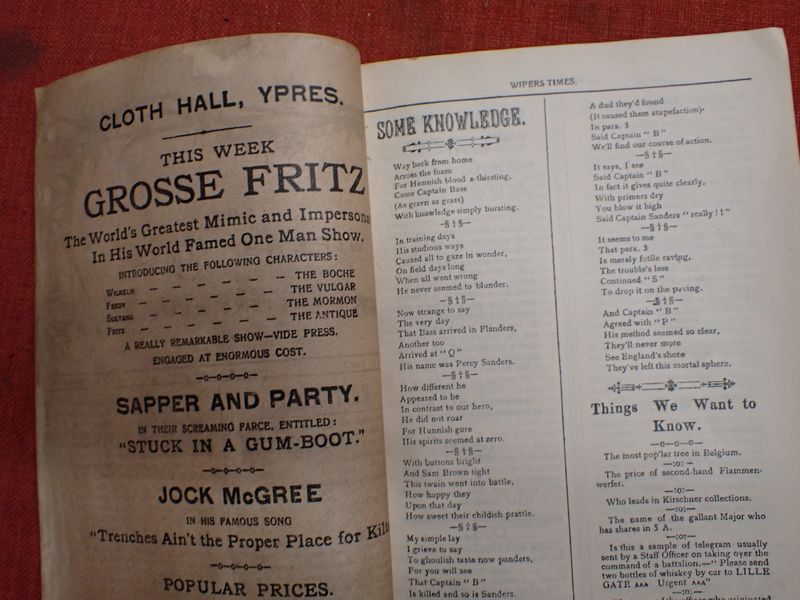 CLOTH HALL, YPRES.
THIS WEEK
GROSSE FRITZ
The World's Greatest Mimic and Impersona
In His World Famed One Man Show.
INTRODUCING THE FOLLOWING CHARACTERS:
WILHELM — — — — — THE BOCHE
FERDY — — — — — THE VULGAR
SULTANA — — — — — THE MORMON
FRITZ — — — — — THE ANTIQUE
A REALLY REMARKABLE SHOW—VIDE PRESS.
ENGAGED AT ENORMOUS COST.
SAPPER AND PARTY.
IN THEIR SCREAMING FARCE, ENTITLED:
"STUCK IN A GUM-BOOT."
JOCK McGREE
IN HIS FAMOUS SONG
"Trenches Ain't the Proper Place for Kilts
POPULAR PRICES.
WIPERS TIMES.
SOME KNOWLEDGE.
Way back from home
Across the foam
For Hunnish blood a-thirsting,
Came Captain Bass
(As green as grass)
With knowledge simply bursting.
—§†§—
In training days
His studious ways
Caused all to gaze in wonder,
On field days long
When all went wrong
He never seemed to blunder.
—§†§—
Now strange to say
The very day
That Bass arrived in Flanders,
Another too
Arrived at "Q"
His name was Percy Sanders.
—§†§—
How different he
Appeared to be
In contrast to our hero,
He did not roar
For Hunnish gore
His spirits seemed at zero.
—§†§—
With buttons bright
And Sam Brown tight
This twain went into battle,
How happy they
Upon that day
How sweet their childish prattle.
—§†§—
My simple lay
I grieve to say
To ghoulish taste now panders,
For you will see
That Captain "B"
Is killed and so is Sanders.
A dud they'd found
(It caused them stupefaction)-
In para. 3
Said Captain "B"
We'll find our course of action.
—§†§—
It says, I see
Said Captain "B"
In fact it gives quite clearly,
With primers dry
You blow it high
Said Captain Sanders "really !!"
—§†§—
It seems to me
That para. 3
Is merely futile raving,
The trouble's less
Continued "S"
To drop it on the paving.
—§†§—
And Captain "B"
Agreed with "P"
His method seemed so clear,
They'll never more
See England's shore
They've left this mortal sphere.
Things We Want to
Know.
The most pop'lar tree in Belgium.
—:o:—
The price of second-hand Flammen-
werfer.
—:o:—
Who leads in Kirschner collections.
—:o:—
The name of the gallant Major who
has shares in 5 A.
—:o:—
Is this a sample of telegram usually
sent by a Staff Officer on taking over the
command of a battalion.—" Please send
two bottles of whiskey by car to LILLE
GATE AAA Urgent AAA"
—:o:—
of the officer who originated